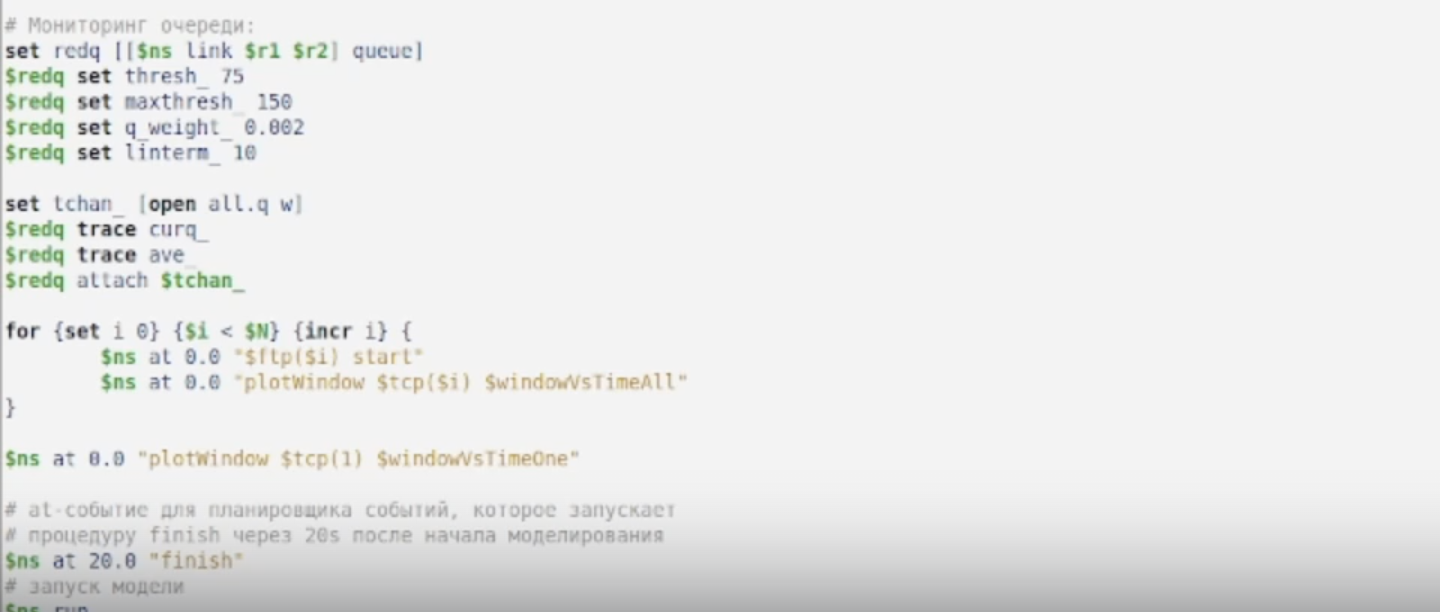 # Мониторинг очереди:
set redq [[$ns link $r1 $r2] queue]
$redq set thresh_ 75
$redq set maxthresh_ 150
$redq set q_weight_ 0.002
$redq set linterm_ 10
set tchan_ [open all.q w]
$redq trace curq_
$redq trace ave_
$redq attach $tchan_
for {set i 0} {$i < $N} {incr i} {
$ns at 0.0 "$ftp($i) start"
$ns at 0.0 "plotWindow $tcp($i) $windowVsTimeAll"
}
$ns at 0.0 "plotWindow $tcp(1) $windowVsTimeOne"
# at-событие для планировщика событий, которое запускает
# процедуру finish через 20s после начала моделирования
$ns at 20.0 "finish"
# запуск модели
$ns run